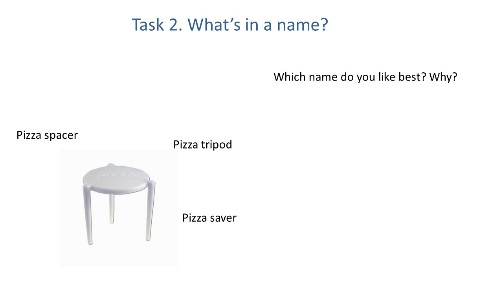 Task 2. What's in a name?
Which name do you like best? Why?
Pizza spacer
Pizza tripod
Pizza saver